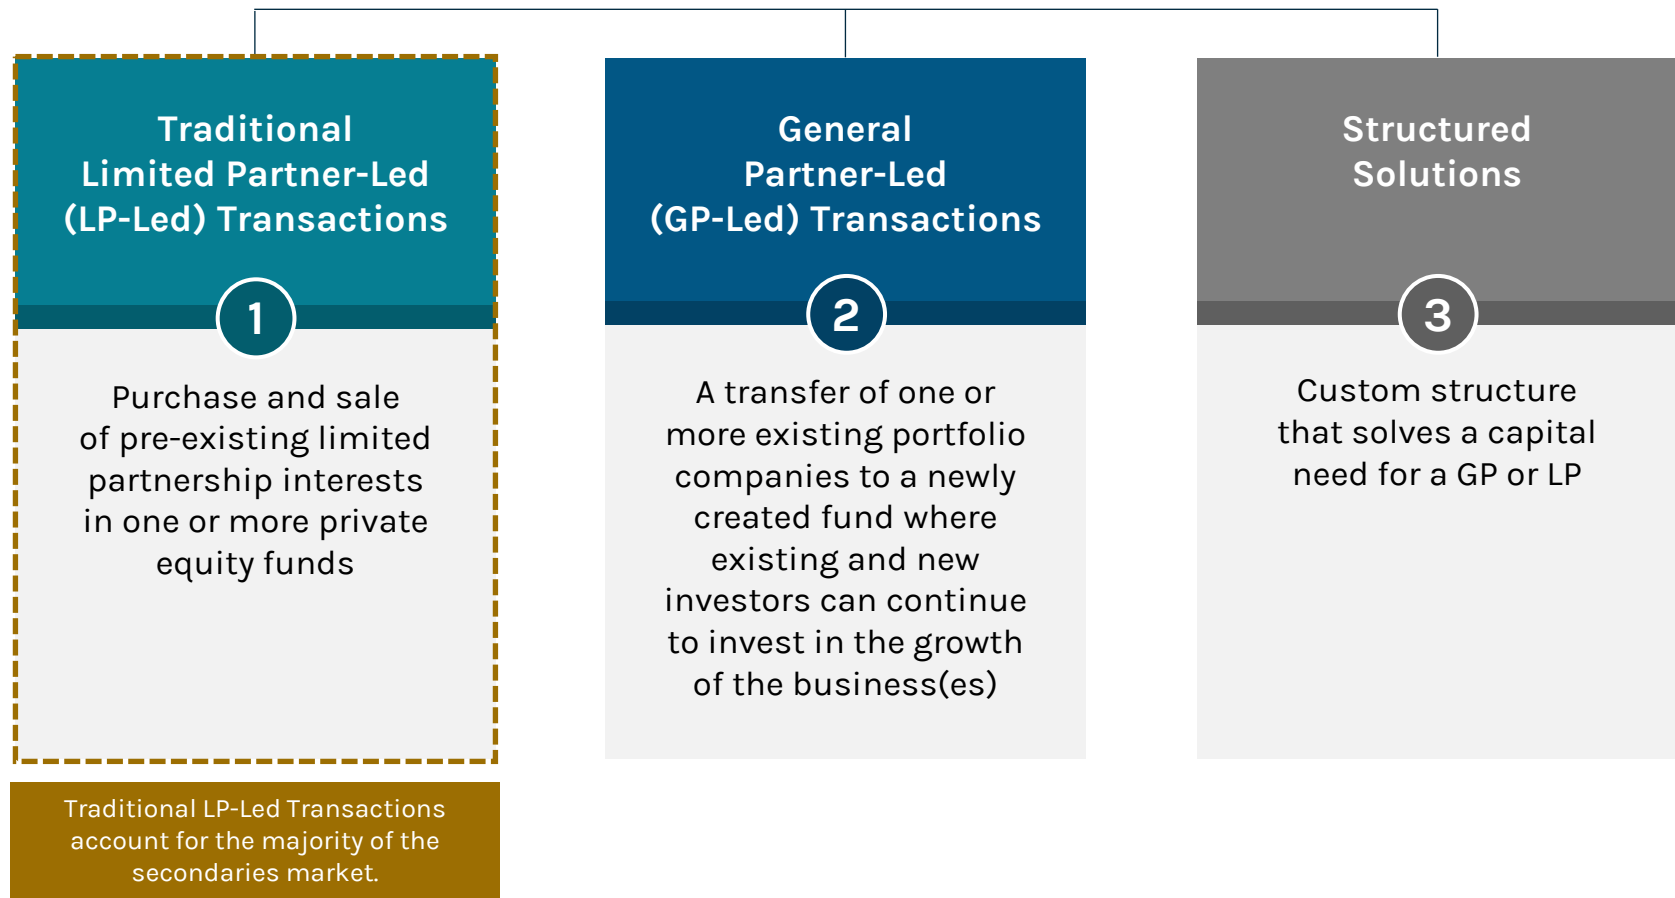 Traditional
Limited Partner-Led
(LP-Led) Transactions
1
Purchase and sale
of pre-existing limited
partnership interests
in one or more private
equity funds
Traditional LP-Led Transactions
account for the majority of the
secondaries market.
General
Partner-Led
(GP-Led) Transactions
2
A transfer of one or
more existing portfolio
companies to a newly
created fund where
existing and new
investors can continue
to invest in the growth
of the business(es)
Structured
Solutions
3
Custom structure
that solves a capital
need for a GP or LP